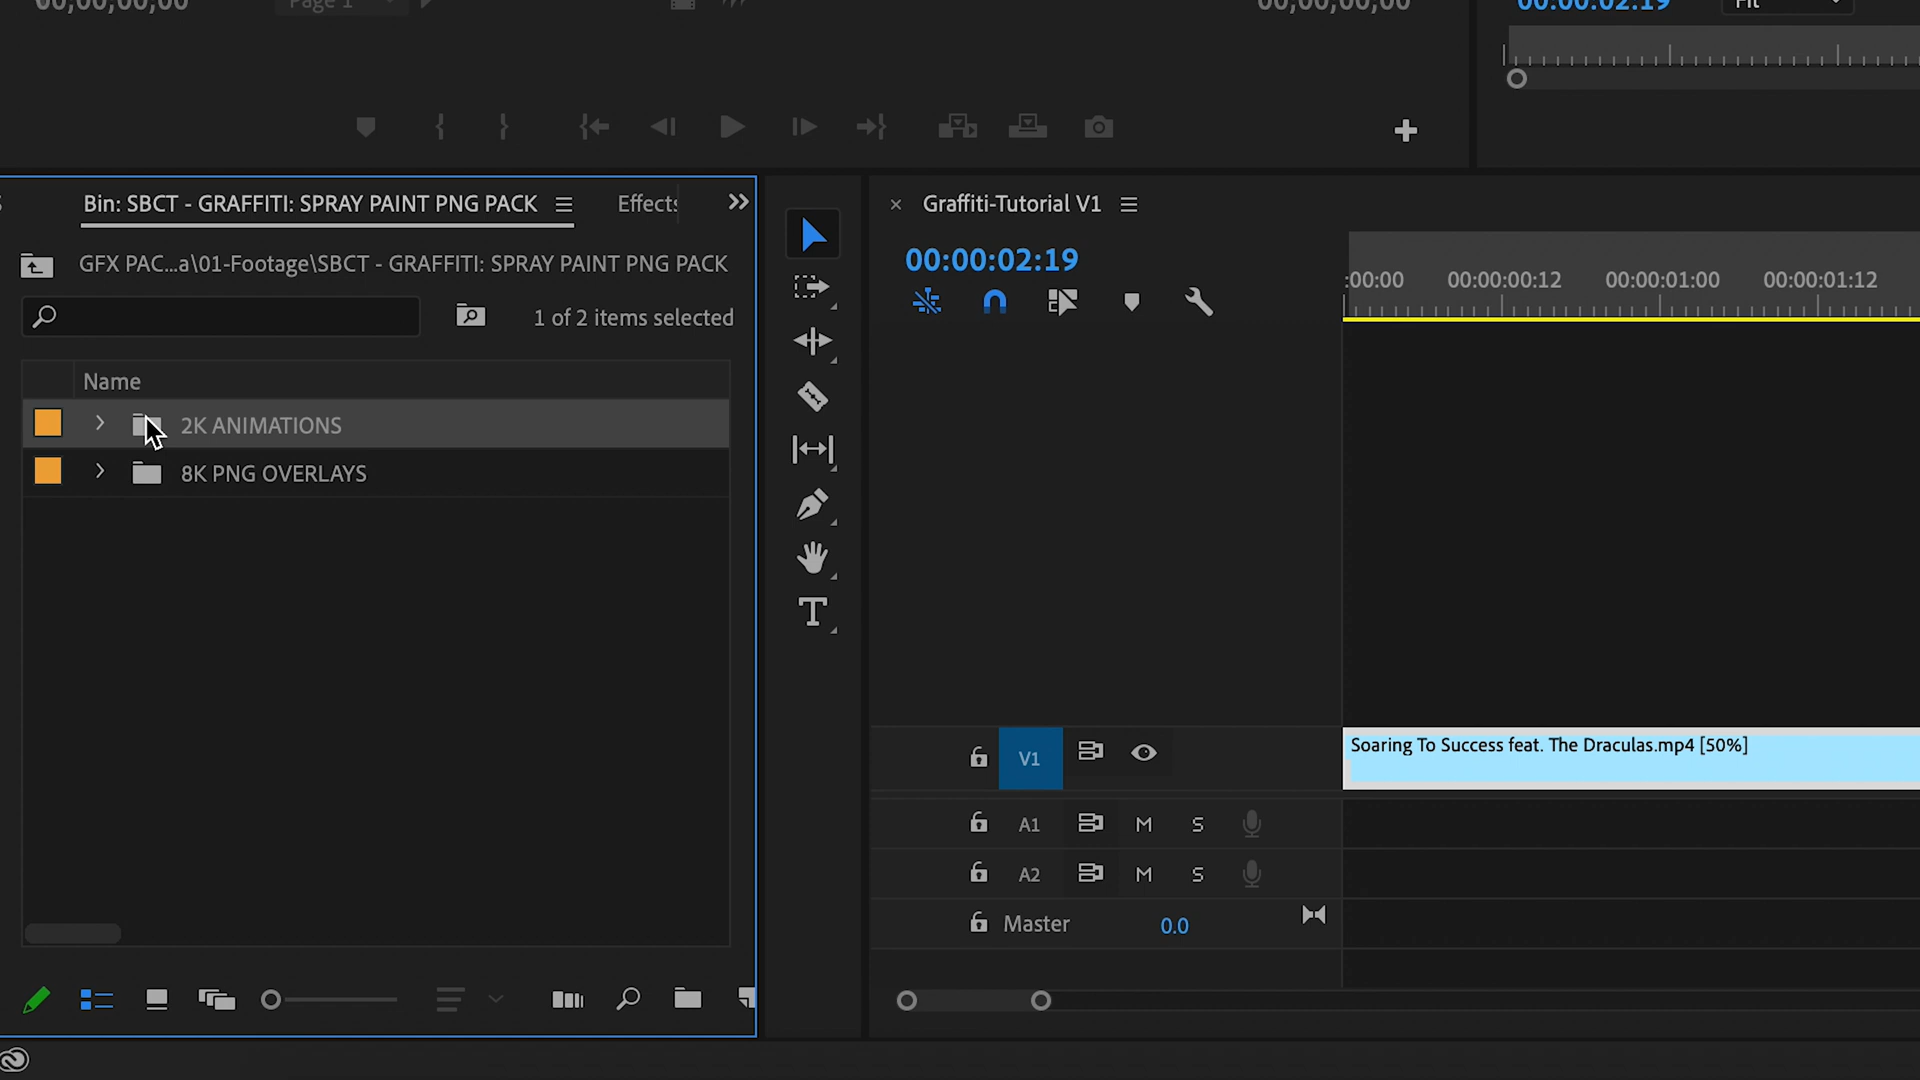 00;00;00;00
Page 1
00;00;00;00
00:00:02:19
Fit
Bin: SBCT - GRAFFITI: SPRAY PAINT PNG PACK
Effects
GFX PAC...a\01-Footage\SBCT - GRAFFITI: SPRAY PAINT PNG PACK
1 of 2 items selected
Name
2K ANIMATIONS
8K PNG OVERLAYS
Graffiti-Tutorial V1
00:00:02:19
:00:00
00:00:00:12
00:00:01:00
00:00:01:12
V1
Soaring To Success feat. The Draculas.mp4 [50%]
A1 M S
A2 M S
Master 0.0